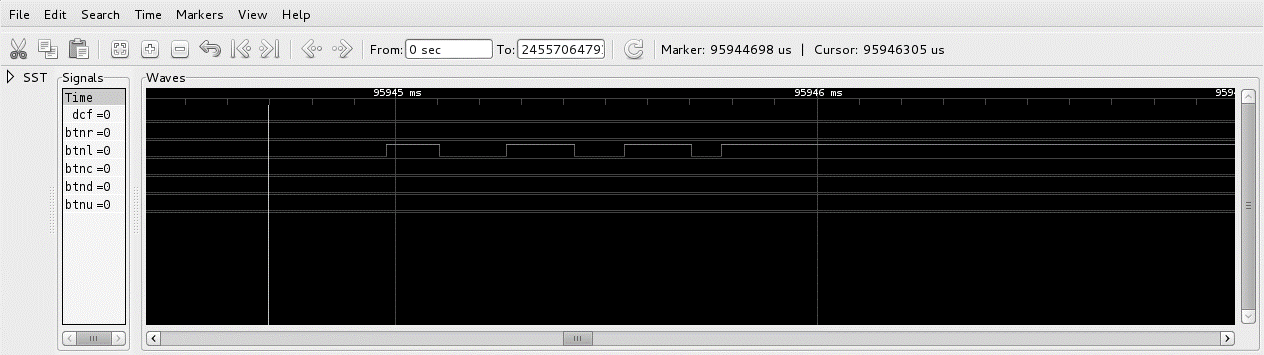 File Edit Search Time Markers View Help
From: 0 sec To: 2455706479 Marker: 95944698 us | Cursor: 95946305 us
SST Signals Waves
Time 95945 ms 95946 ms
dcf =0
btnr =0
btnl =0
btnc =0
btnd =0
btnu =0